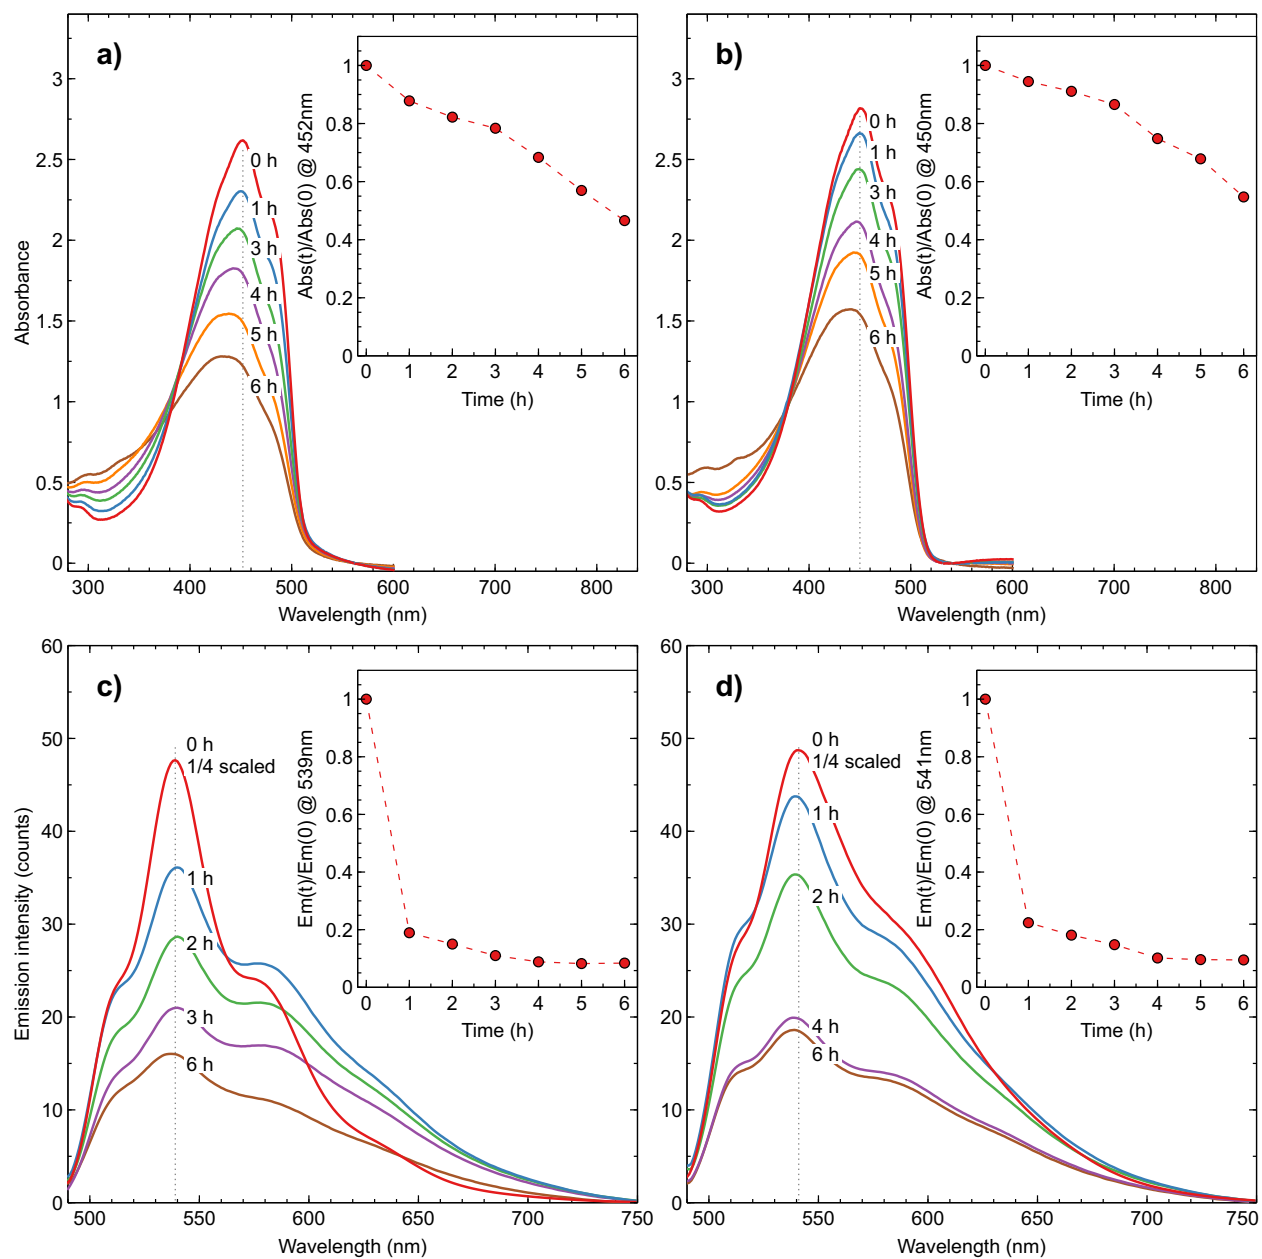 a)
Absorbance
3
2.5
2
1.5
1
0.5
0
300 400 500 600 700 800
Wavelength (nm)
0 h
1 h
3 h
4 h
5 h
6 h
Abs(t)/Abs(0) @ 452nm
1
0.8
0.6
0.4
0.2
0
0 1 2 3 4 5 6
Time (h)
b)
3
2.5
2
1.5
1
0.5
0
300 400 500 600 700 800
Wavelength (nm)
0 h
1 h
3 h
4 h
5 h
6 h
Abs(t)/Abs(0) @ 450nm
1
0.8
0.6
0.4
0.2
0
0 1 2 3 4 5 6
Time (h)
c)
Emission intensity (counts)
60
50
40
30
20
10
0
500 550 600 650 700 750
Wavelength (nm)
0 h
1/4 scaled
1 h
2 h
3 h
6 h
Em(t)/Em(0) @ 539nm
1
0.8
0.6
0.4
0.2
0
0 1 2 3 4 5 6
Time (h)
d)
60
50
40
30
20
10
0
500 550 600 650 700 750
Wavelength (nm)
0 h
1/4 scaled
1 h
2 h
4 h
6 h
Em(t)/Em(0) @ 541nm
1
0.8
0.6
0.4
0.2
0
0 1 2 3 4 5 6
Time (h)